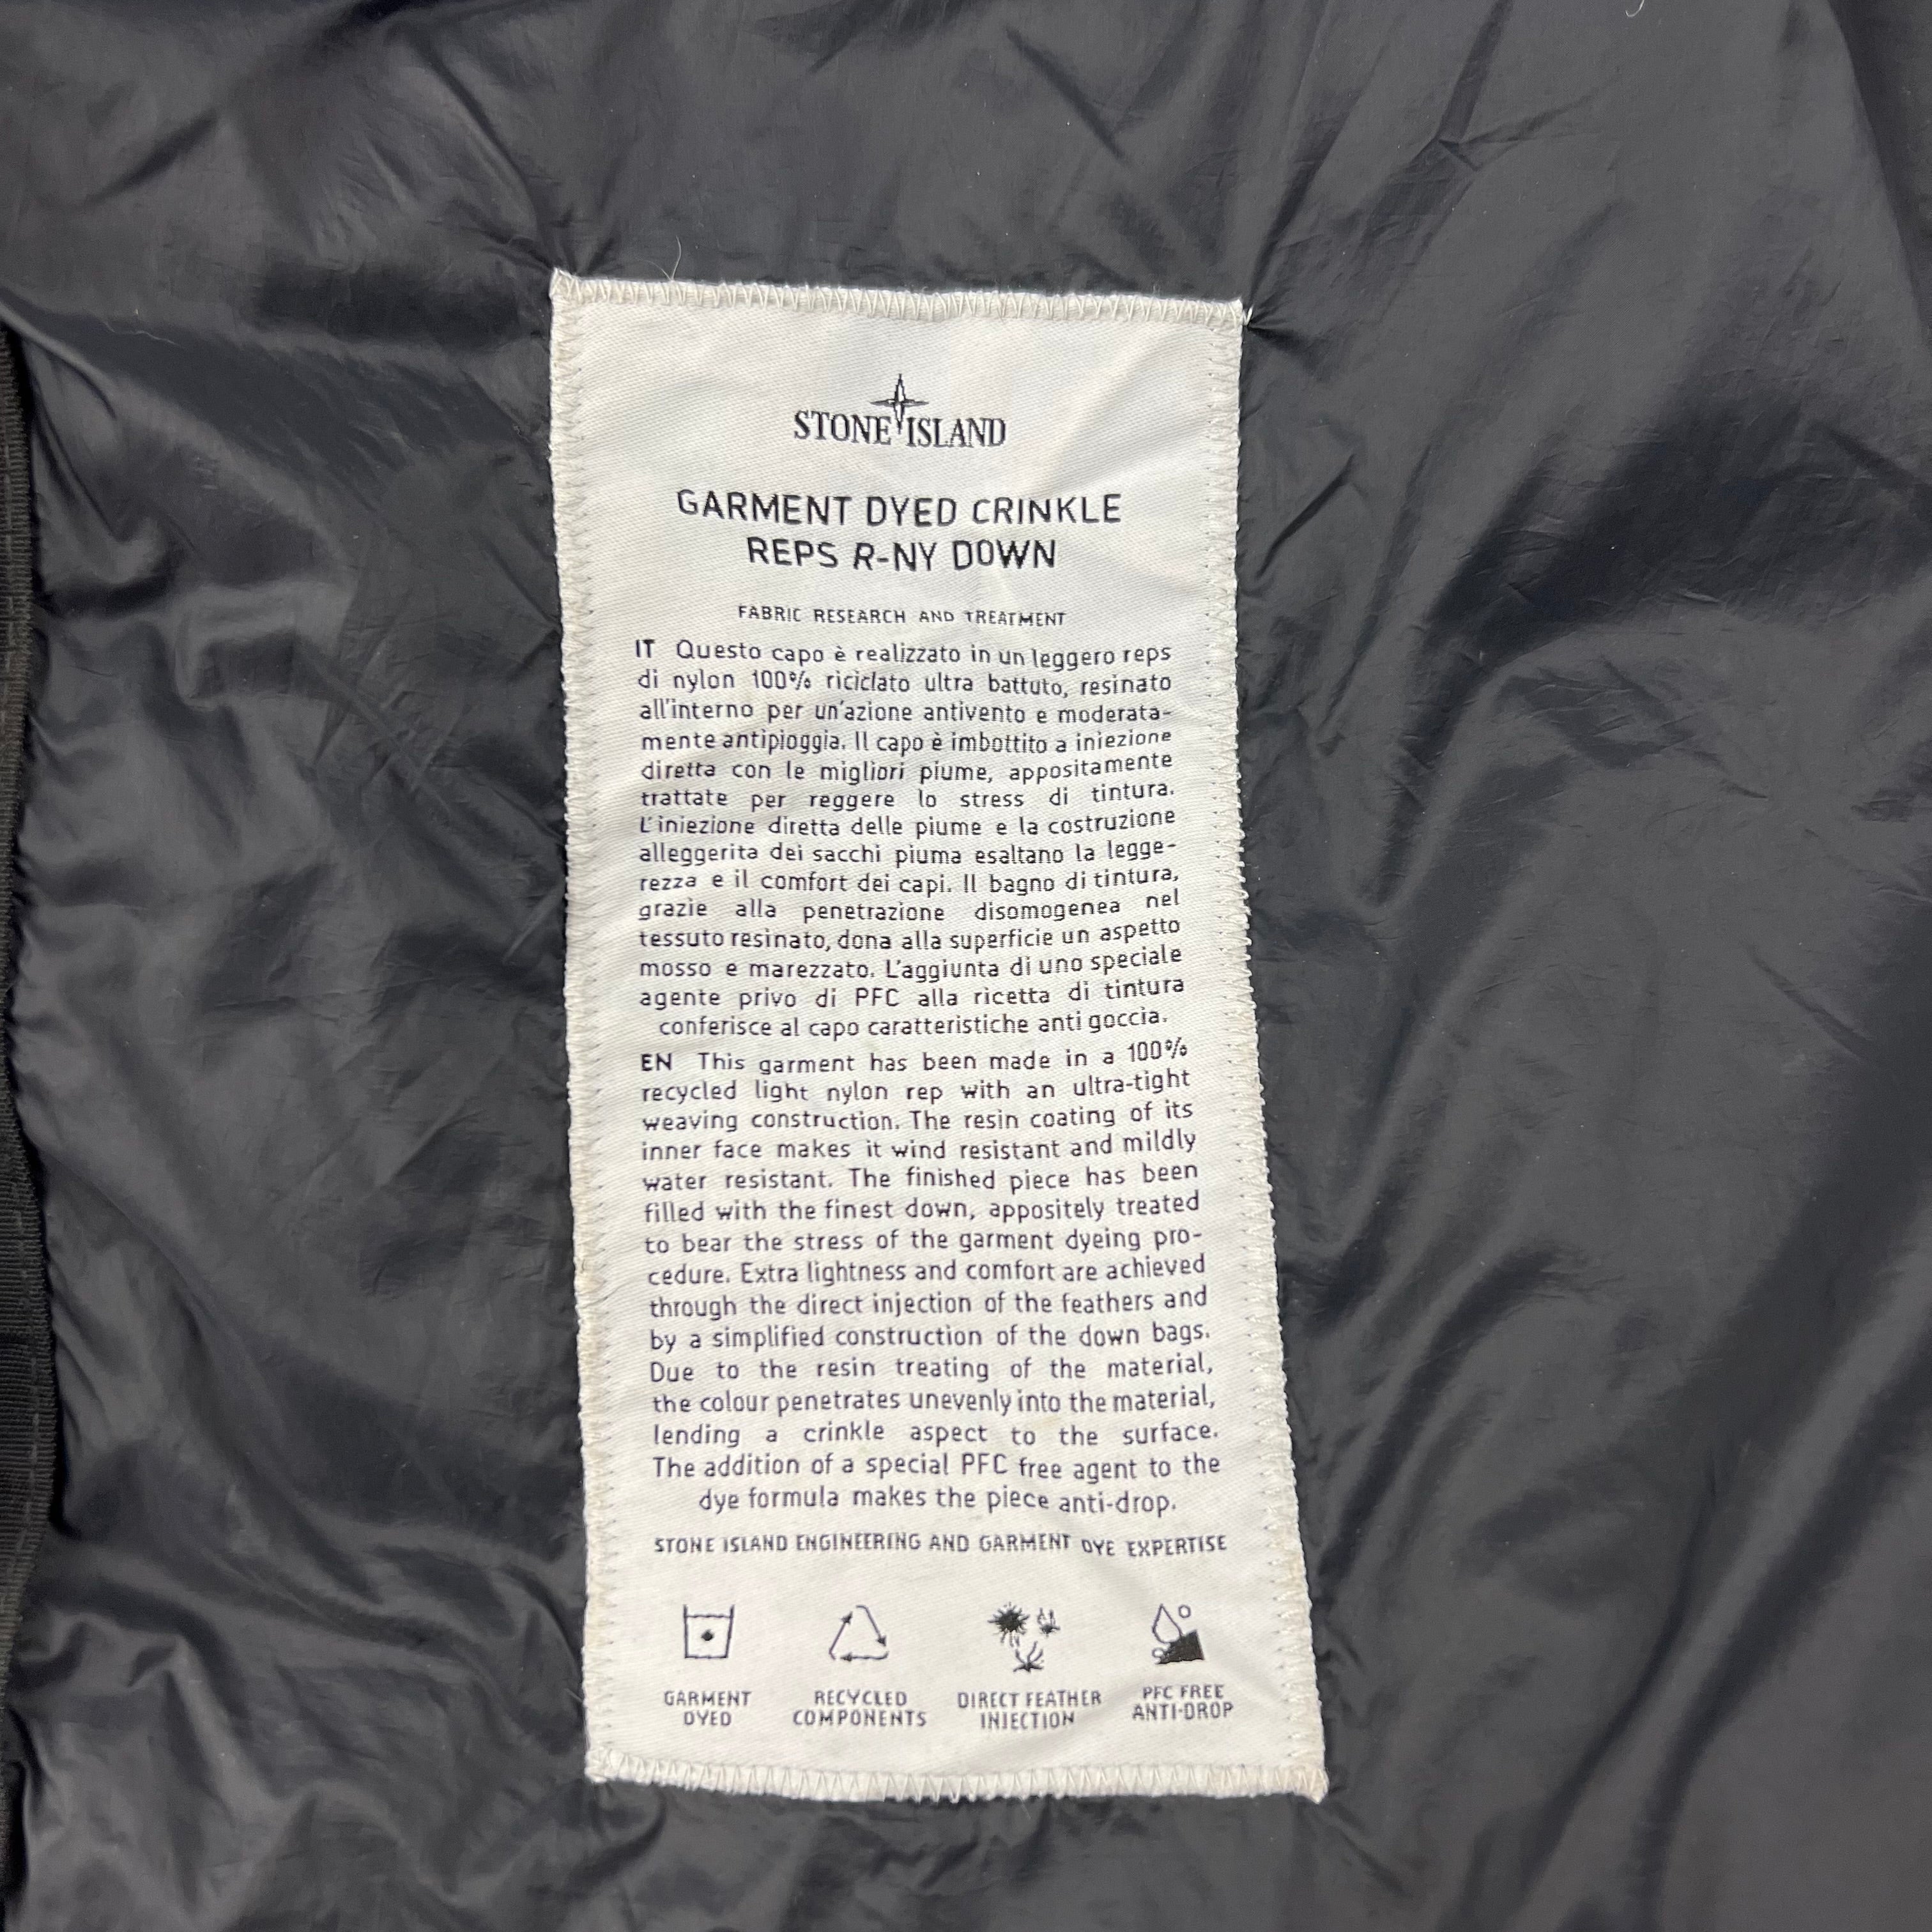 STONE ISLAND
GARMENT DYED CRINKLE
REPS R-NY DOWN
FABRIC RESEARCH AND TREATMENT
IT Questo capo è realizzato in un leggero reps
di nylon 100% riciclato ultra battuto, resinato
all'interno per un'azione antivento e moderata-
mente antipioggia. Il capo è imbottito a iniezione
diretta con le migliori piume, appositamente
trattate per reggere lo stress di tintura.
L'iniezione diretta delle piume e la costruzione
alleggerita dei sacchi piuma esaltano la legge-
rezza e il comfort dei capi. Il bagno di tintura,
grazie alla penetrazione disomogenea nel
tessuto resinato, dona alla superficie un aspetto
mosso e marezzato. L'aggiunta di uno speciale
agente privo di PFC alla ricetta di tintura
conferisce al capo caratteristiche anti goccia.
EN This garment has been made in a 100%
recycled light nylon rep with an ultra-tight
weaving construction. The resin coating of its
inner face makes it wind resistant and mildly
water resistant. The finished piece has been
filled with the finest down, appositely treated
to bear the stress of the garment dyeing pro-
cedure. Extra lightness and comfort are achieved
through the direct injection of the feathers and
by a simplified construction of the down bags.
Due to the resin treating of the material,
the colour penetrates unevenly into the material,
lending a crinkle aspect to the surface.
The addition of a special PFC free agent to the
dye formula makes the piece anti-drop.
STONE ISLAND ENGINEERING AND GARMENT DYE EXPERTISE
GARMENT DYED
RECYCLED COMPONENTS
DIRECT FEATHER INJECTION
PFC FREE ANTI-DROP